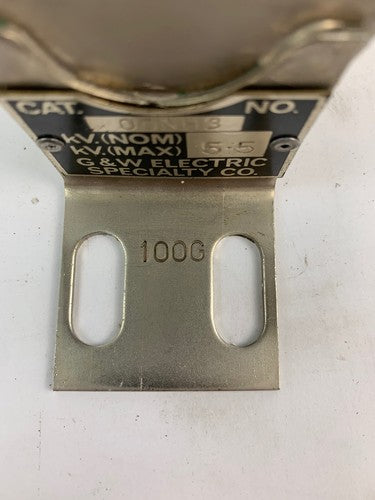 CAT. NO.
kV.(NOM)
kV.(MAX) 5.5
G&W ELECTRIC
SPECIALTY CO.
100G